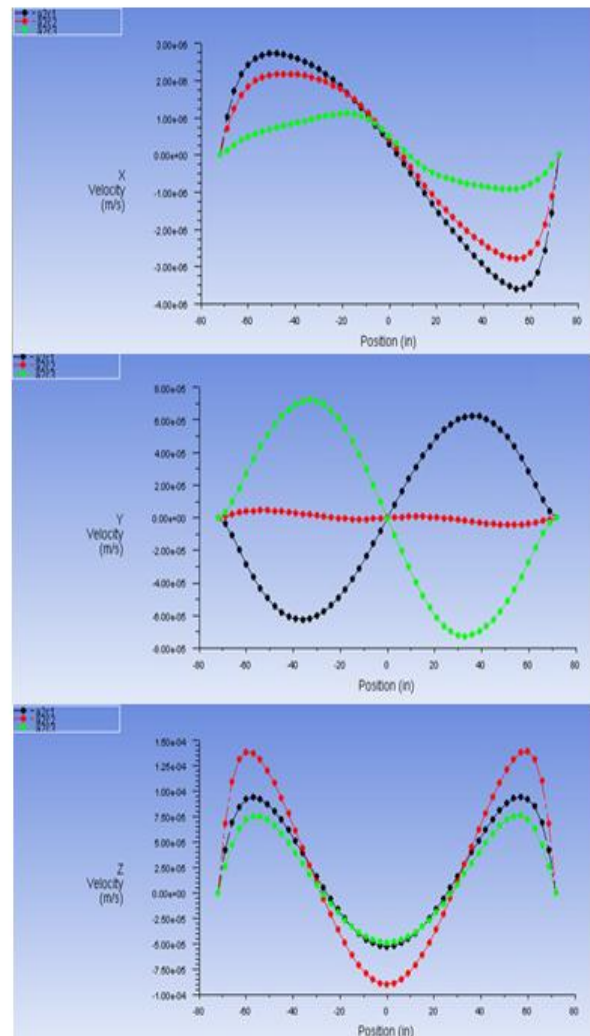 3.00e-06
2.00e-06
1.00e-06
0.00e+00
-1.00e-06
-2.00e-06
-3.00e-06
-4.00e-06
X
Velocity
(m/s)
-80 -60 -40 -20 0 20 40 60 80
Position (in)
8.00e-05
6.00e-05
4.00e-05
2.00e-05
0.00e+00
-2.00e-05
-4.00e-05
-6.00e-05
-8.00e-05
Y
Velocity
(m/s)
-80 -60 -40 -20 0 20 40 60 80
Position (in)
1.50e-04
1.25e-04
1.00e-04
7.50e-05
5.00e-05
2.50e-05
0.00e+00
-2.50e-05
-5.00e-05
-7.50e-05
-1.00e-04
Z
Velocity
(m/s)
-80 -60 -40 -20 0 20 40 60 80
Position (in)